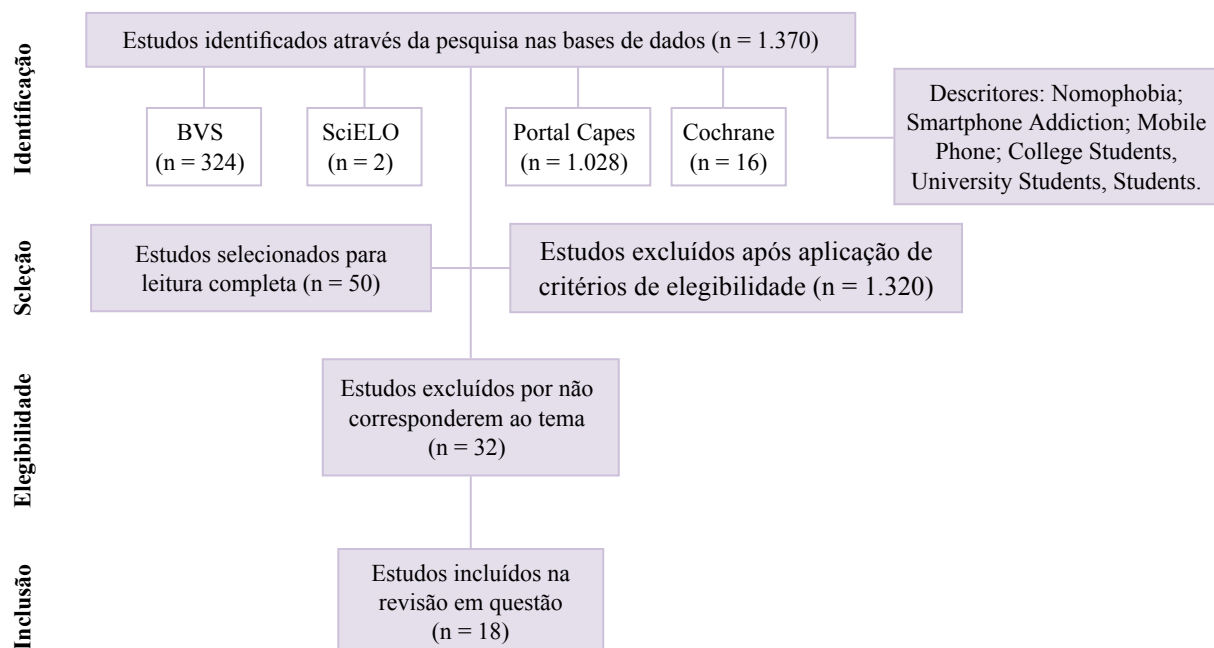 Identificação
Estudos identificados através da pesquisa nas bases de dados (n = 1.370)
BVS
(n = 324)
SciELO
(n = 2)
Portal Capes
(n = 1.028)
Cochrane
(n = 16)
Descritores: Nomophobia;
Smartphone Addiction; Mobile
Phone; College Students,
University Students, Students.
Scleção
Estudos selecionados para
leitura completa (n = 50)
Estudos excluídos após aplicação de
critérios de elegibilidade (n = 1.320)
Elegibilidade
Estudos excluídos por não
corresponderem ao tema
(n = 32)
Inclusão
Estudos incluídos na
revisão em questão
(n = 18)